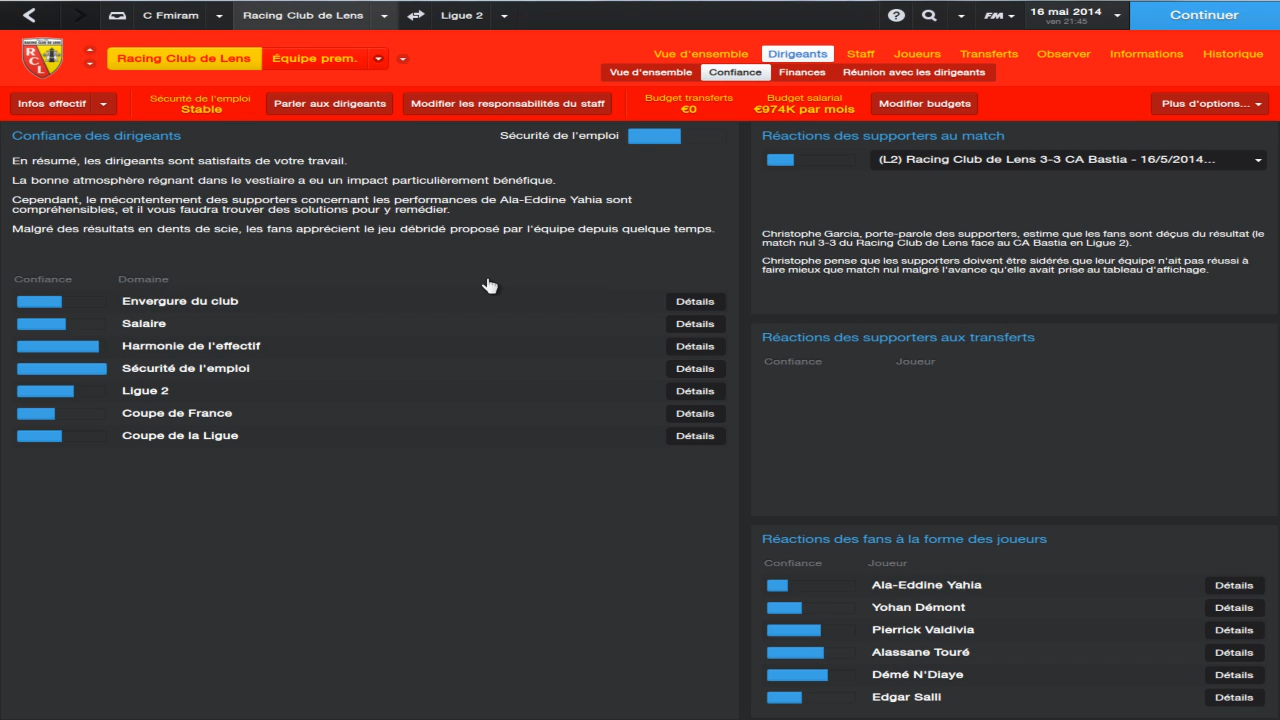 C Fmiram
Racing Club de Lens
Ligue 2
FM
16 mai 2014
ven 21:45
Continuer
RCL
Racing Club de Lens
Équipe prem.
Vue d'ensemble
Dirigeants
Staff
Joueurs
Transferts
Observer
Informations
Historique
Vue d'ensemble
Confiance
Finances
Réunion avec les dirigeants
Infos effectif
Sécurité de l'emploi
Stable
Parler aux dirigeants
Modifier les responsabilités du staff
Budget transferts
€0
Budget salarial
€974K par mois
Modifier budgets
Plus d'options...
Confiance des dirigeants
Sécurité de l'emploi
En résumé, les dirigeants sont satisfaits de votre travail.
La bonne atmosphère régnant dans le vestiaire a eu un impact particulièrement bénéfique.
Cependant, le mécontentement des supporters concernant les performances de Ala-Eddine Yahia sont
compréhensibles, et il vous faudra trouver des solutions pour y remédier.
Malgré des résultats en dents de scie, les fans apprécient le jeu débridé proposé par l'équipe depuis quelque temps.
Confiance
Domaine
Envergure du club
Détails
Salaire
Détails
Harmonie de l'effectif
Détails
Sécurité de l'emploi
Détails
Ligue 2
Détails
Coupe de France
Détails
Coupe de la Ligue
Détails
Réactions des supporters au match
(L2) Racing Club de Lens 3-3 CA Bastia - 16/5/2014...
Christophe Garcia, porte-parole des supporters, estime que les fans sont déçus du résultat (le
match nul 3-3 du Racing Club de Lens face au CA Bastia en Ligue 2).
Christophe pense que les supporters doivent être sidérés que leur équipe n'ait pas réussi à
faire mieux que match nul malgré l'avance qu'elle avait prise au tableau d'affichage.
Réactions des supporters aux transferts
Confiance
Joueur
Réactions des fans à la forme des joueurs
Confiance
Joueur
Ala-Eddine Yahia
Détails
Yohan Démont
Détails
Pierrick Valdivia
Détails
Alassane Touré
Détails
Démé N'Diaye
Détails
Edgar Salli
Détails